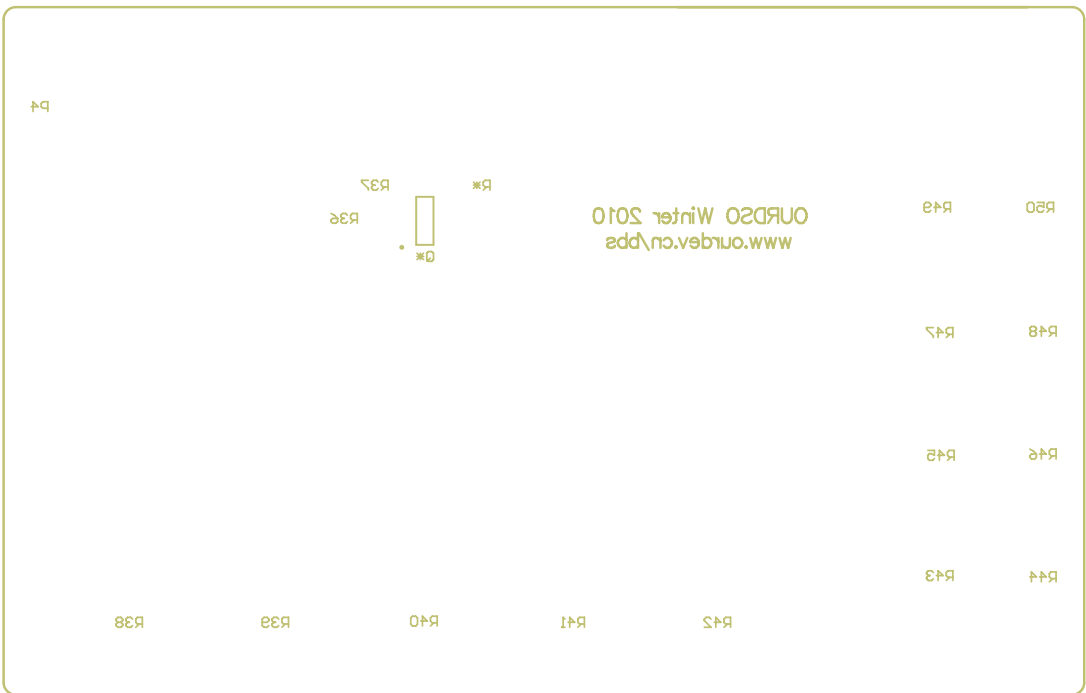 P4
R37
R*
R36
OURDSO Winter 2010
www.ourdev.cn/bbs
R49
R50
Q*
R47
R48
R45
R46
R43
R44
R38
R39
R40
R41
R42